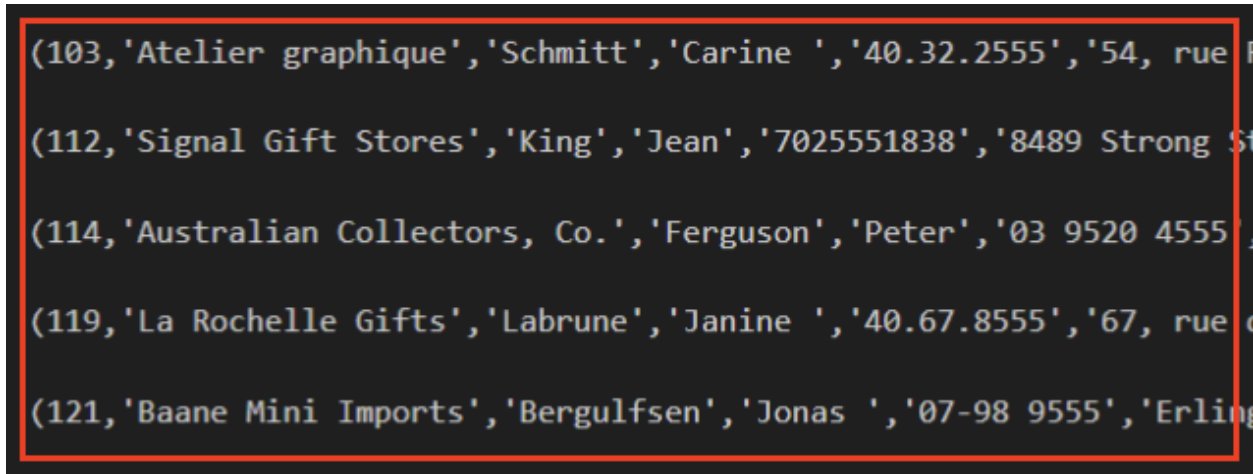 (103,'Atelier graphique','Schmitt','Carine ','40.32.2555','54, rue
(112,'Signal Gift Stores','King','Jean','7025551838','8489 Strong St
(114,'Australian Collectors, Co.','Ferguson','Peter','03 9520 4555',
(119,'La Rochelle Gifts','Labrune','Janine ','40.67.8555','67, rue
(121,'Baane Mini Imports','Bergulfsen','Jonas ','07-98 9555','Erling